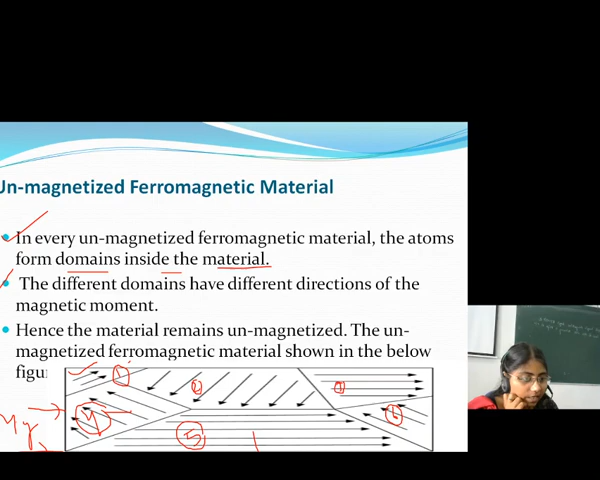 Un-magnetized Ferromagnetic Material
In every un-magnetized ferromagnetic material, the atoms
form domains inside the material.
The different domains have different directions of the
magnetic moment.
Hence the material remains un-magnetized. The un-
magnetized ferromagnetic material shown in the below
figu
1
2
3
4
6
5